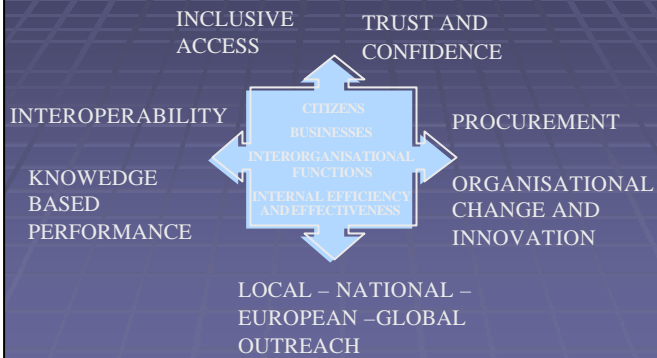 INCLUSIVE
ACCESS
TRUST AND
CONFIDENCE
INTEROPERABILITY
CITIZENS
BUSINESSES
INTERORGANISATIONAL
FUNCTIONS
INTERNAL EFFICIENCY
AND EFFECTIVENESS
PROCUREMENT
KNOWEDGE
BASED
PERFORMANCE
ORGANISATIONAL
CHANGE AND
INNOVATION
LOCAL – NATIONAL –
EUROPEAN –GLOBAL
OUTREACH